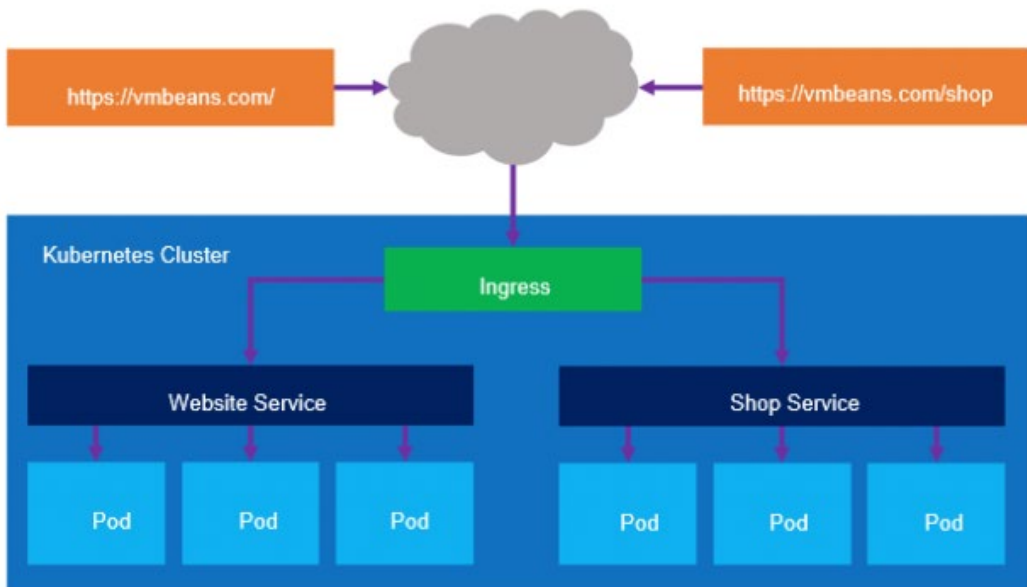 https://vmbeans.com/
https://vmbeans.com/shop
Kubernetes Cluster
Ingress
Website Service
Shop Service
Pod
Pod
Pod
Pod
Pod
Pod